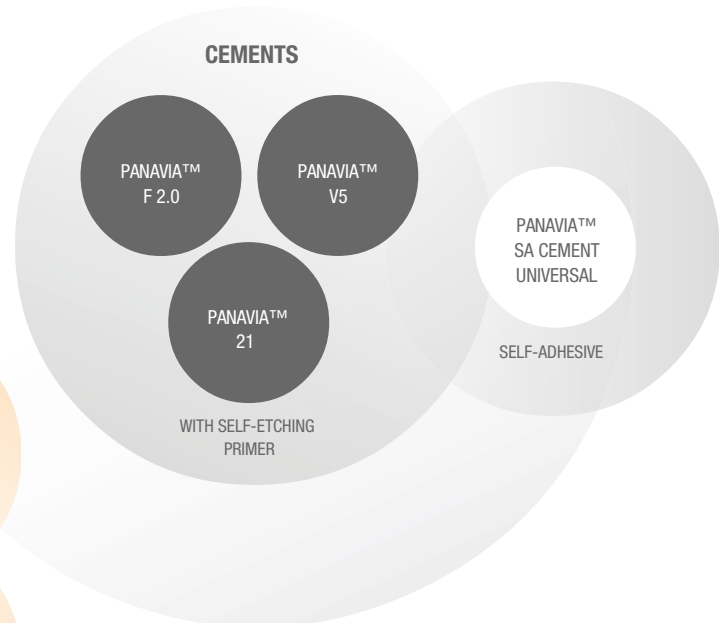 CEMENTS
PANAVIA™
F 2.0
PANAVIA™
V5
PANAVIA™
21
WITH SELF-ETCHING
PRIMER
PANAVIA™
SA CEMENT
UNIVERSAL
SELF-ADHESIVE